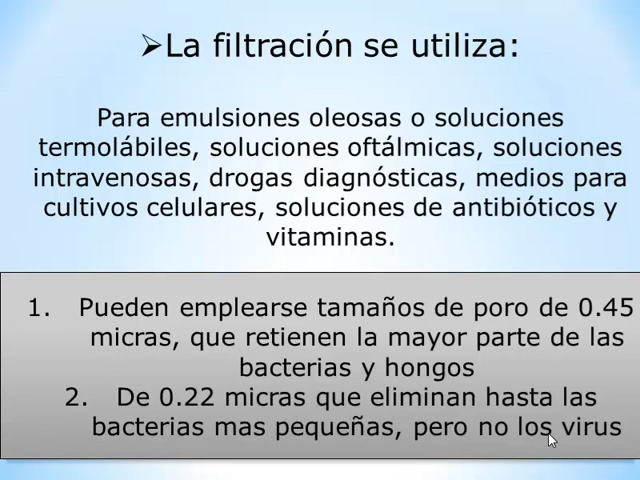 ➢La filtración se utiliza:
Para emulsiones oleosas o soluciones
termolábiles, soluciones oftálmicas, soluciones
intravenosas, drogas diagnósticas, medios para
cultivos celulares, soluciones de antibióticos y
vitaminas.
1. Pueden emplearse tamaños de poro de 0.45
micras, que retienen la mayor parte de las
bacterias y hongos
2. De 0.22 micras que eliminan hasta las
bacterias mas pequeñas, pero no los virus